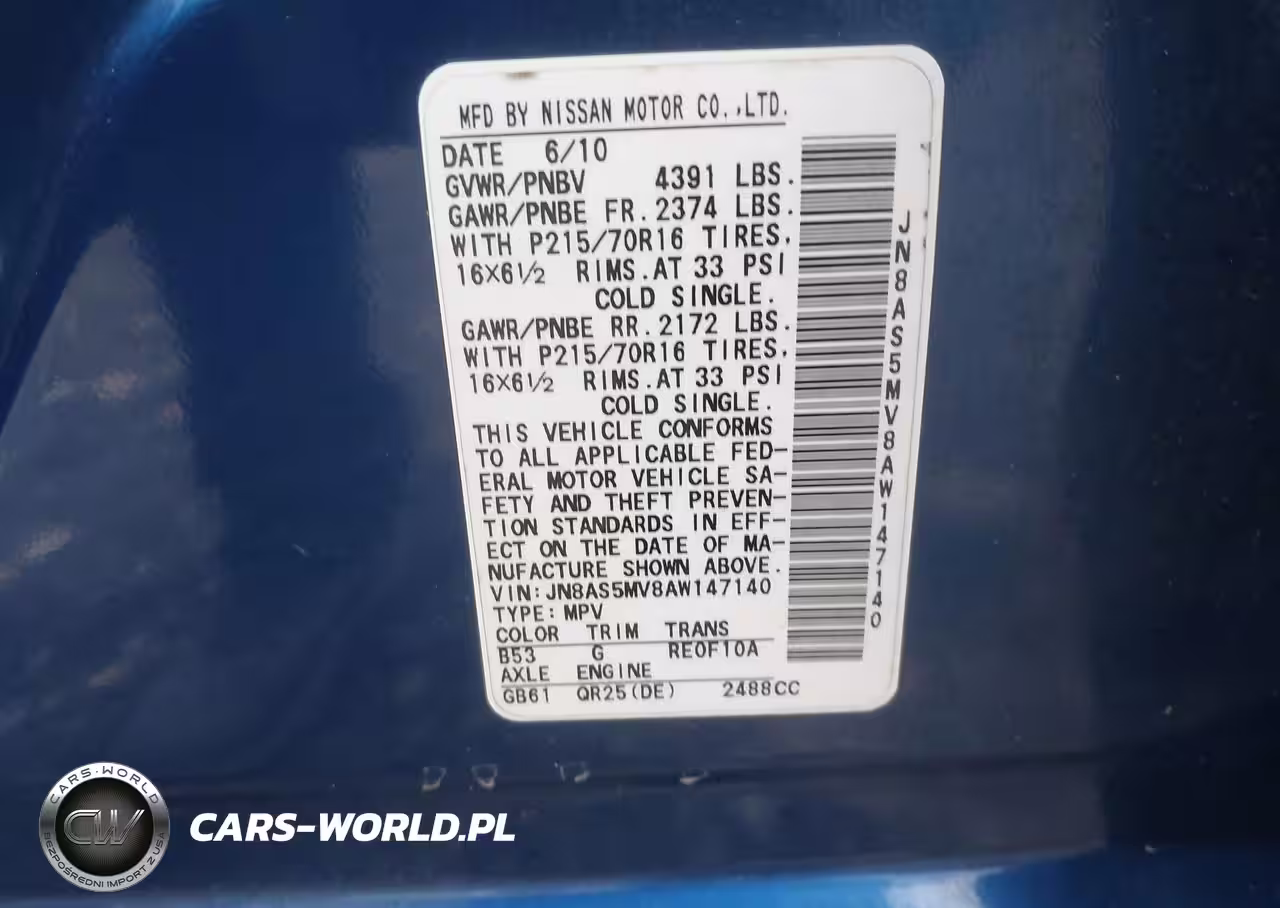 MFD BY NISSAN MOTOR CO.,LTD.
DATE 6/10
GVWR/PNBV 4391 LBS.
GAWR/PNBE FR.2374 LBS.
WITH P215/70R16 TIRES,
16X6½ RIMS.AT 33 PSI
COLD SINGLE.
GAWR/PNBE RR.2172 LBS.
WITH P215/70R16 TIRES,
16X6½ RIMS.AT 33 PSI
COLD SINGLE.
THIS VEHICLE CONFORMS
TO ALL APPLICABLE FED-
ERAL MOTOR VEHICLE SA-
FETY AND THEFT PREVEN-
TION STANDARDS IN EFF-
ECT ON THE DATE OF MA-
NUFACTURE SHOWN ABOVE.
VIN:JN8AS5MV8AW147140
TYPE:MPV
COLOR TRIM TRANS
B53 G RE0F10A
AXLE ENGINE
GB61 QR25(DE) 2488CC
JN8AS5MV8AW147140
CARS-WORLD
CW
BEZPOŚREDNI IMPORT Z USA
CARS-WORLD.PL